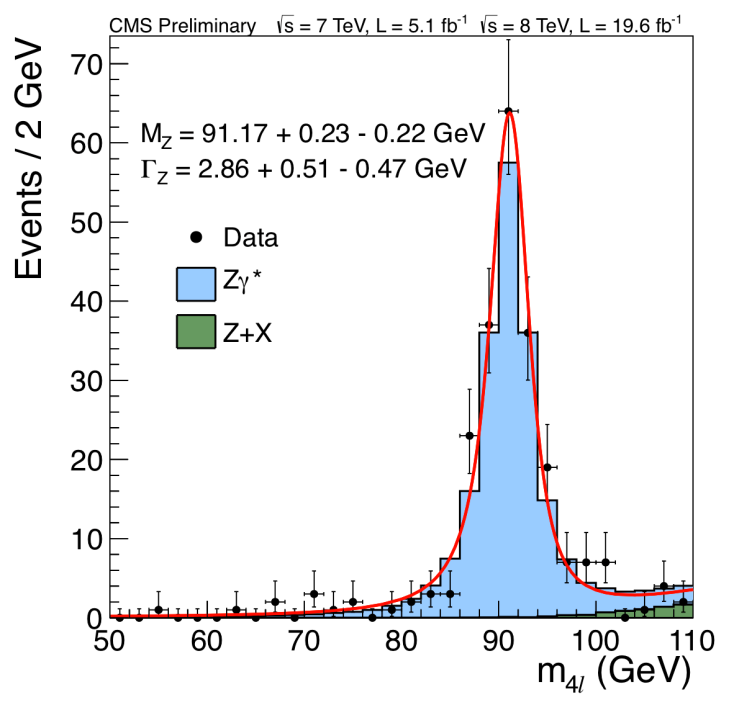 CMS Preliminary √s = 7 TeV, L = 5.1 fb⁻¹ √s = 8 TeV, L = 19.6 fb⁻¹
Events / 2 GeV
70
60
50
40
30
20
10
0
M_Z = 91.17 + 0.23 - 0.22 GeV
Γ_Z = 2.86 + 0.51 - 0.47 GeV
Data
Zγ*
Z+X
50 60 70 80 90 100 110
m_4l (GeV)